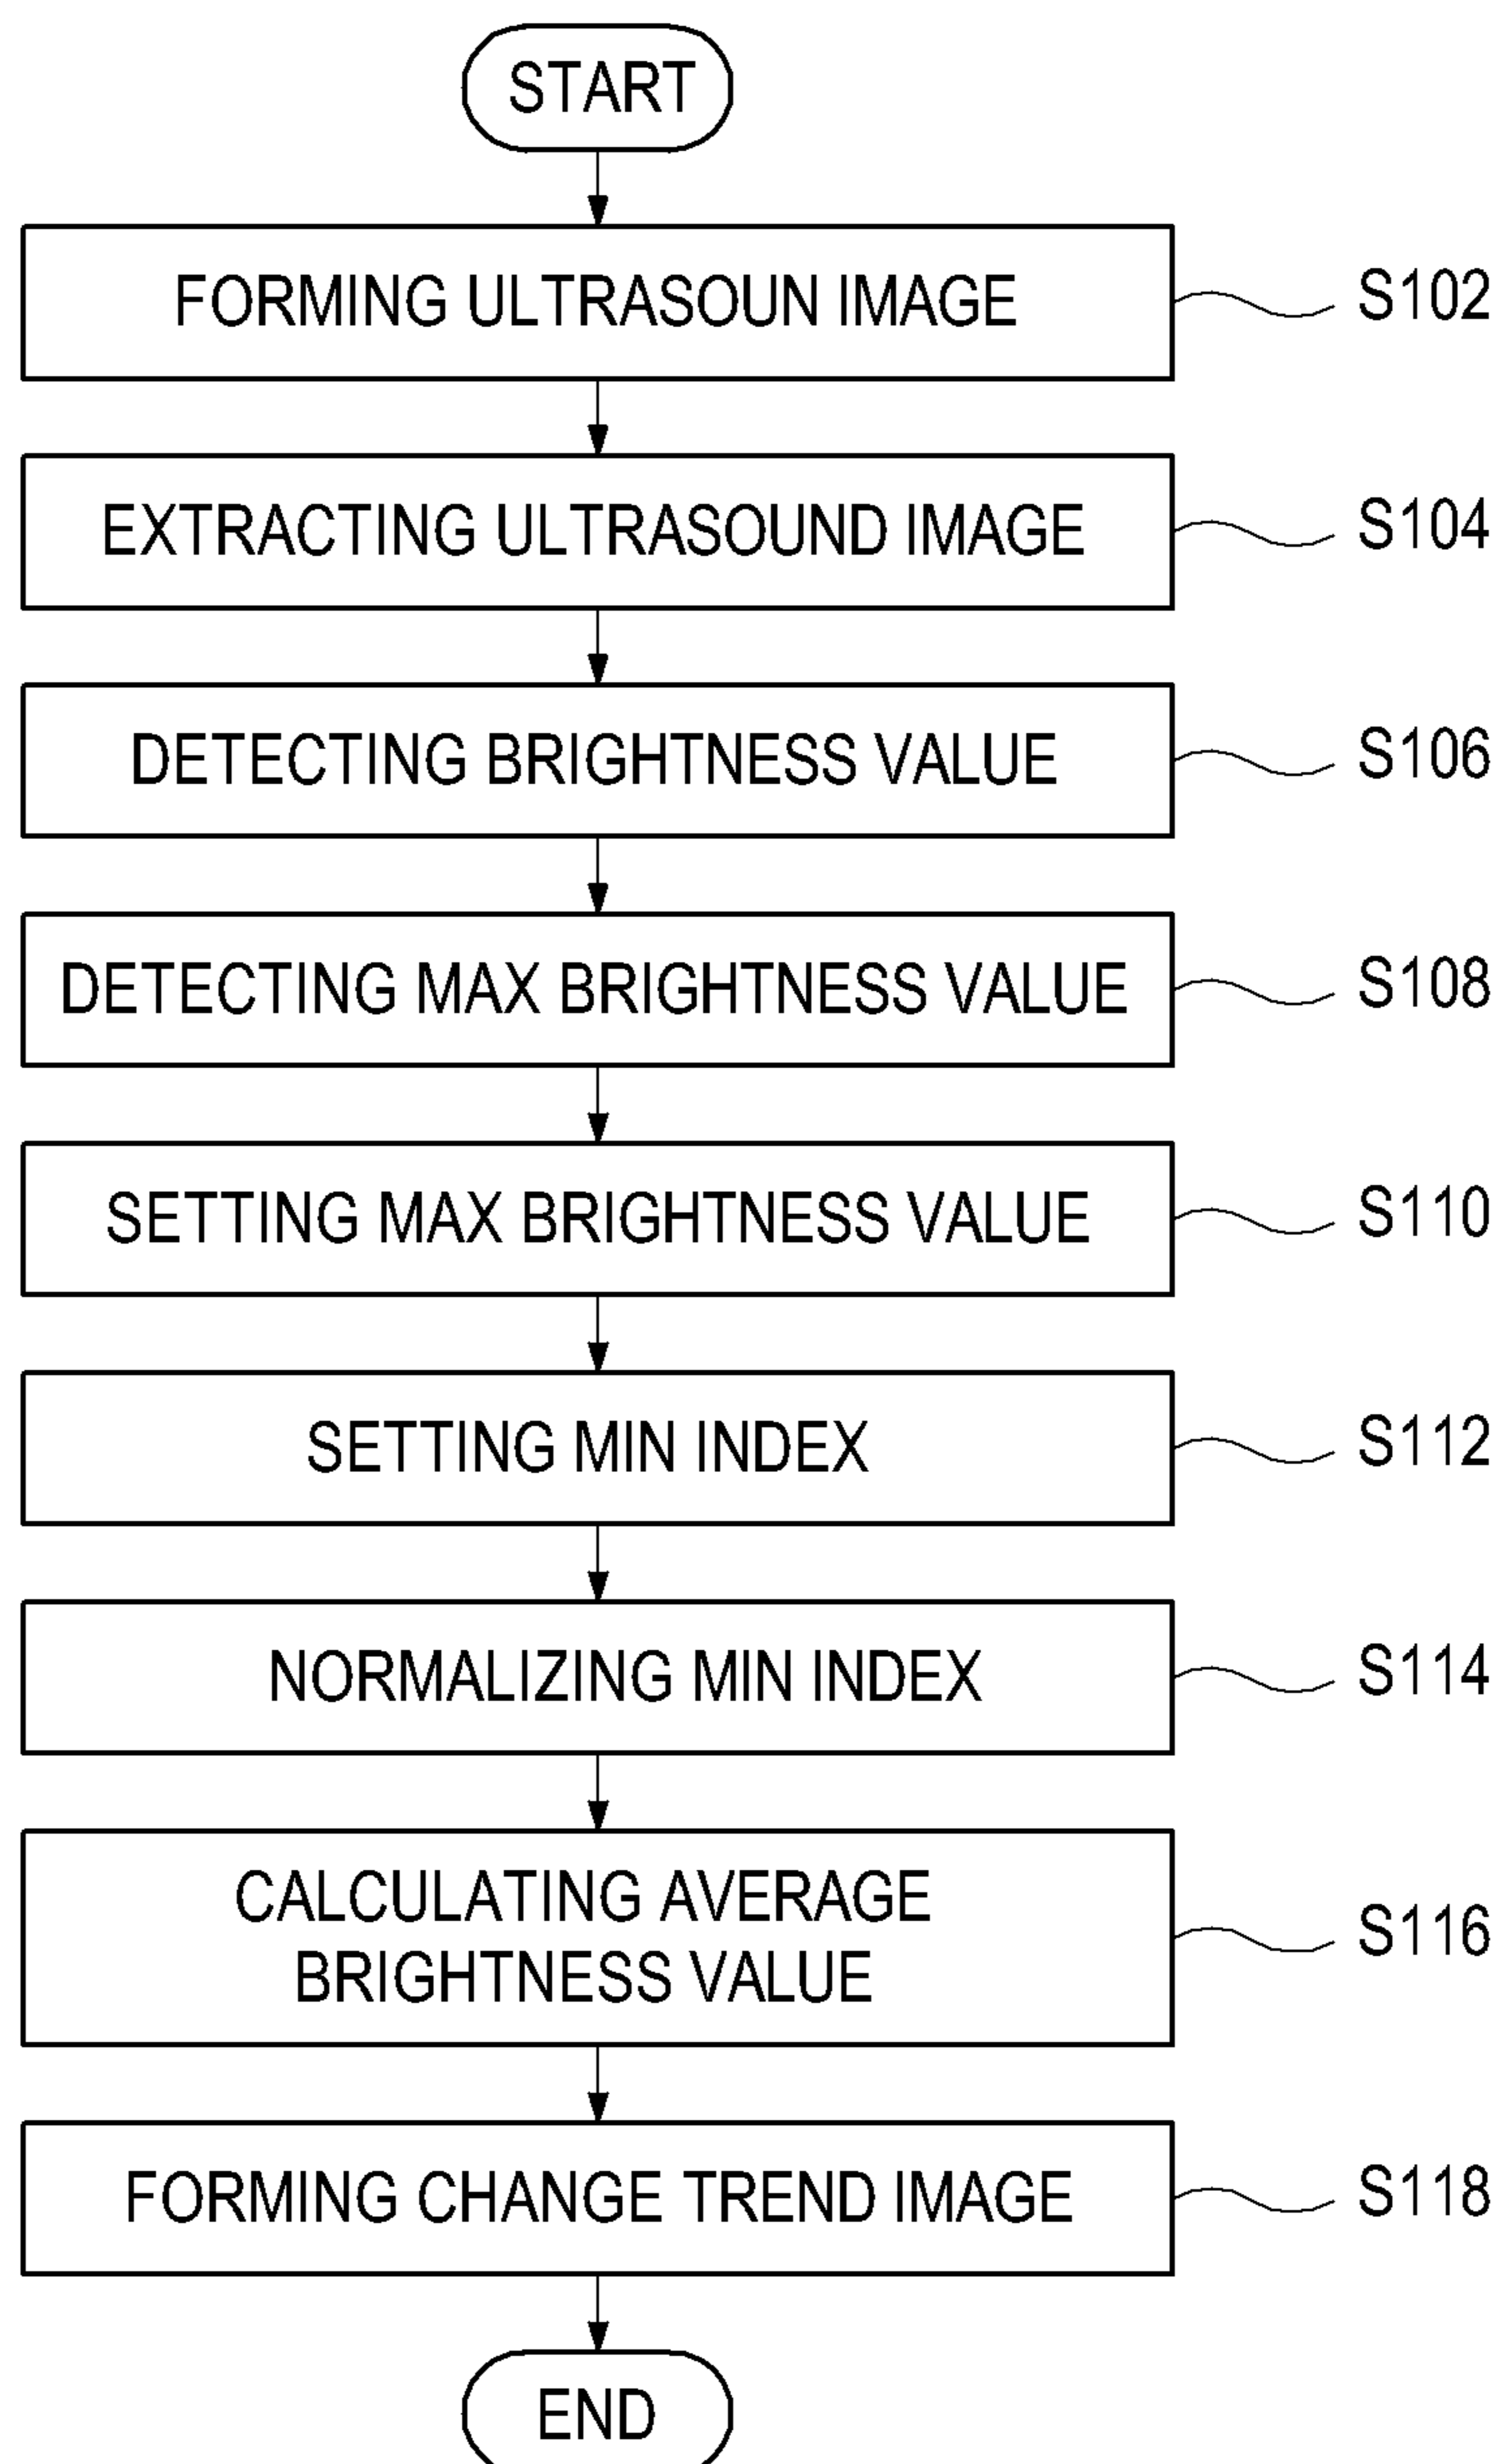 START
FORMING ULTRASOUN IMAGE
S102
EXTRACTING ULTRASOUND IMAGE
S104
DETECTING BRIGHTNESS VALUE
S106
DETECTING MAX BRIGHTNESS VALUE
S108
SETTING MAX BRIGHTNESS VALUE
S110
SETTING MIN INDEX
S112
NORMALIZING MIN INDEX
S114
CALCULATING AVERAGE
BRIGHTNESS VALUE
S116
FORMING CHANGE TREND IMAGE
S118
END